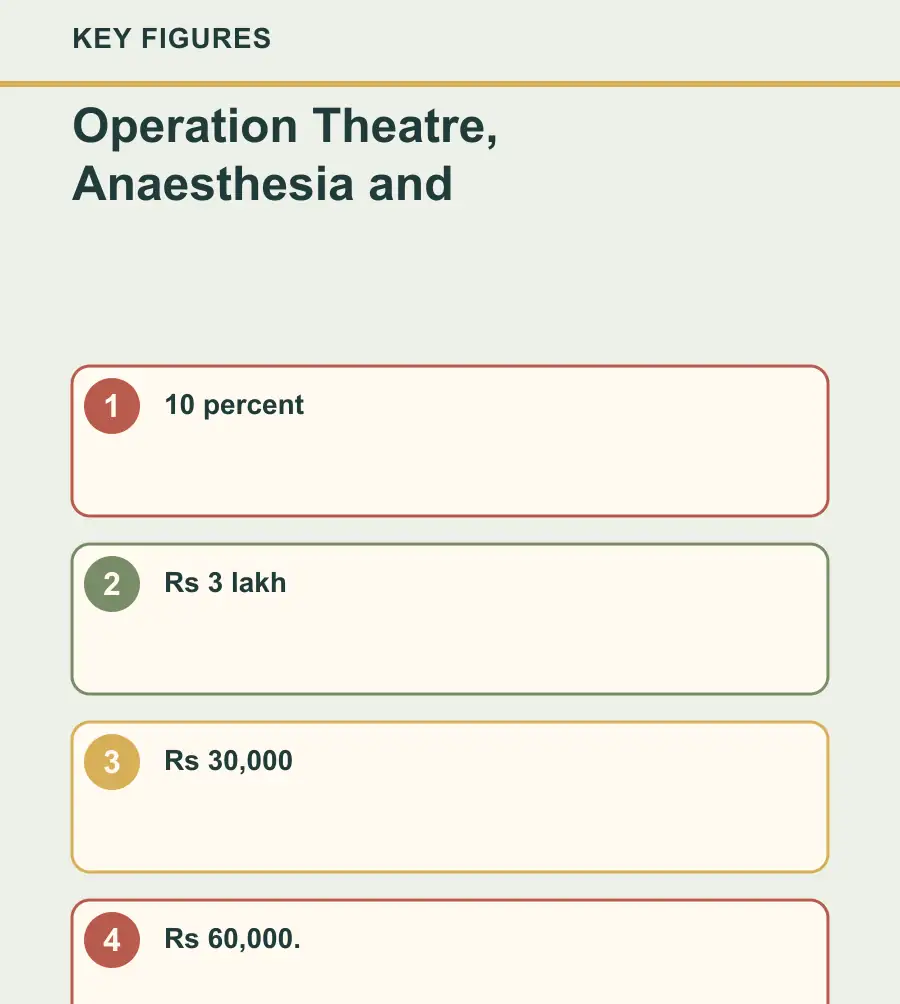 KEY FIGURES
Operation Theatre,
Anaesthesia and
1 10 percent
2 Rs 3 lakh
3 Rs 30,000
4 Rs 60,000.